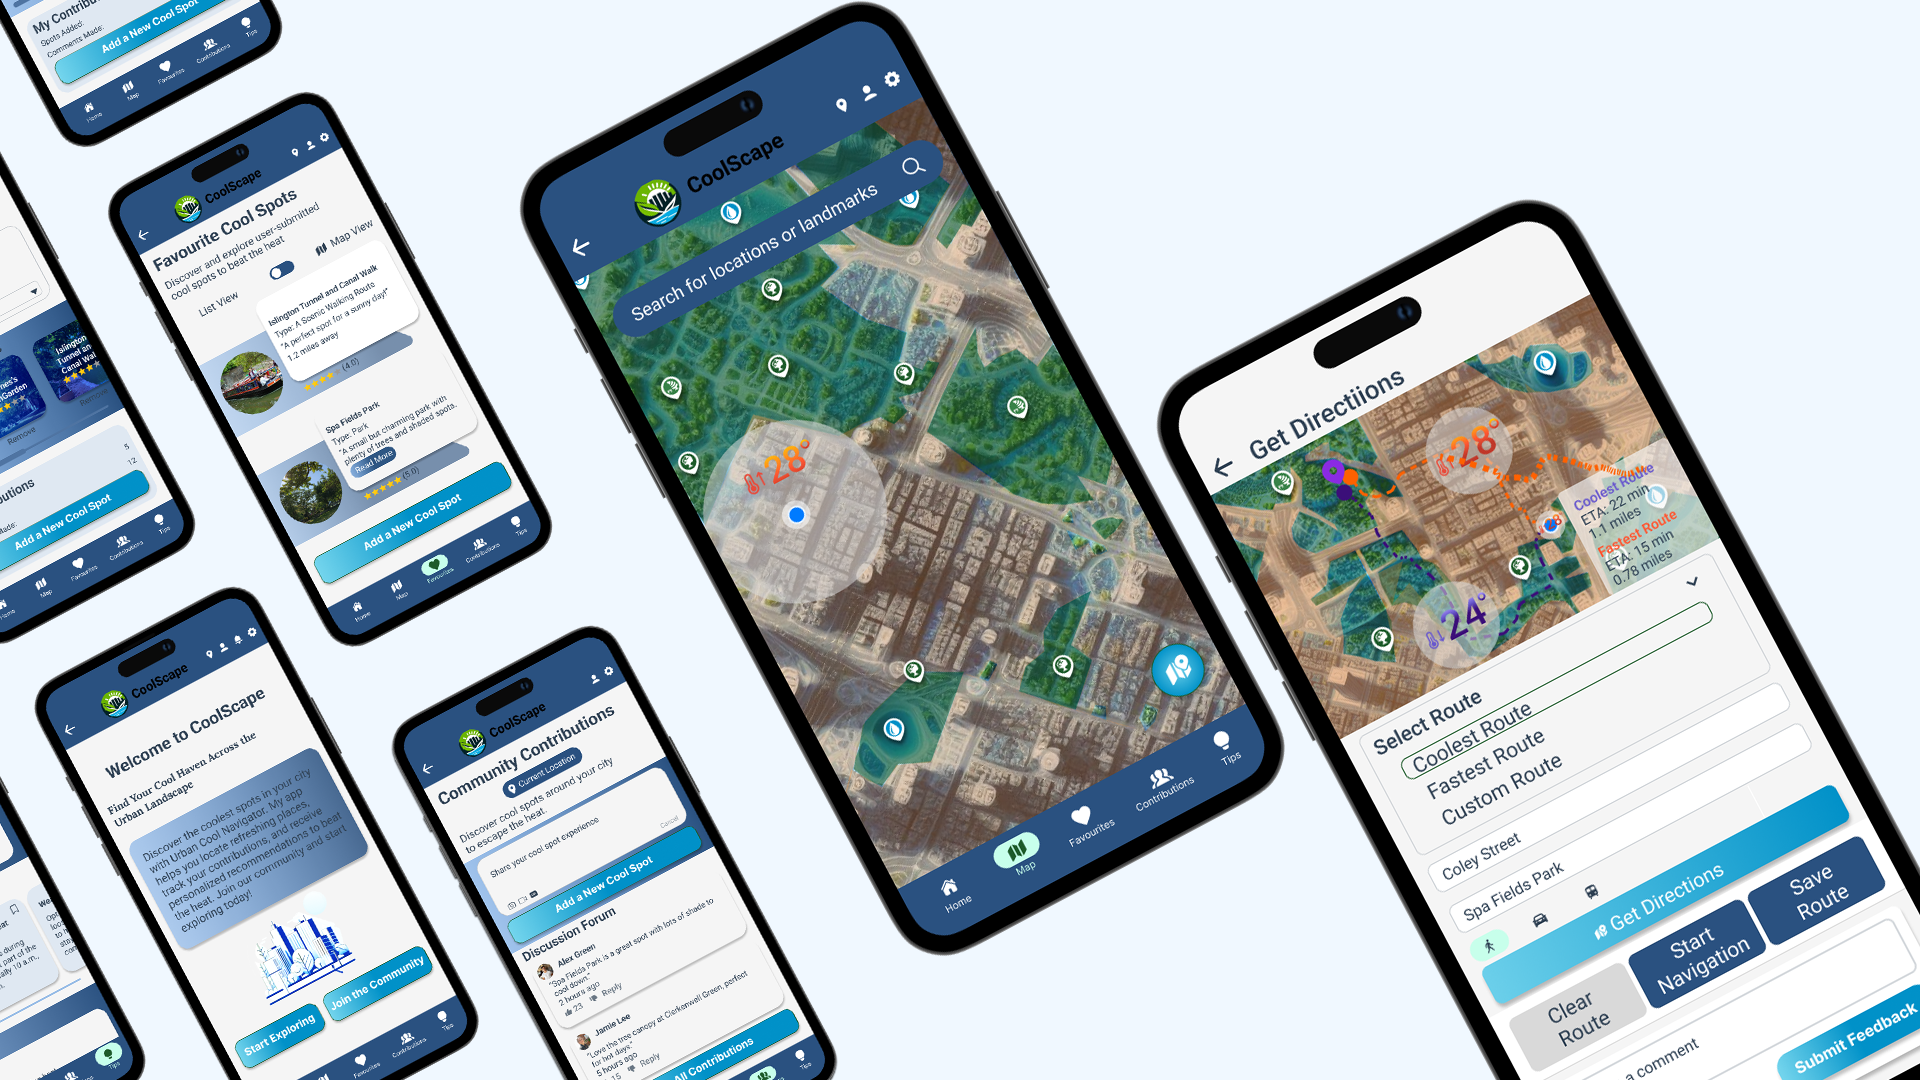 My Contribu
Spots Added:
Comments Made:
Add a New Cool Spot
Home
Map
Favourites
Contributions
Tips
Islington
Tunnel an
Canal Wal
nes's
Garden
Remove
Remove
utions
5
12
Made:
Add a New Cool Spot
Home
Map
Favourites
Contributions
Tips
CoolScape
Favourite Cool Spots
Discover and explore user-submitted
cool spots to beat the heat
List View
Map View
Islington Tunnel and Canal Walk
Type: A Scenic Walking Route
"A perfect spot for a sunny day!"
1.2 miles away
(4.0)
Spa Fields Park
Type: Park
"A small but charming park with
plenty of trees and shaded spots.
Read More
(5.0)
Add a New Cool Spot
Home
Map
Favourites
Contributions
Tips
CoolScape
Welcome to CoolScape
Find Your Cool Haven Across the
Urban Landscape
Discover the coolest spots in your city
with Urban Cool Navigator. My app
helps you locate refreshing places,
track your contributions, and receive
personalized recommendations to beat
the heat. Join our community and start
exploring today!
Start Exploring
Join the Community
Favourites
Contributions
Tips
CoolScape
Community Contributions
Current Location
Discover cool spots around your city
to escape the heat.
Share your cool spot experience
Cancel
Add a New Cool Spot
Discussion Forum
Alex Green
"Spa Fields Park is a great spot with lots of shade to
cool down."
2 hours ago
23
Reply
Jamie Lee
"Love the tree canopy at Clerkenwell Green, perfect
for hot days."
5 hours ago
15
Reply
All Contributions
Tips
CoolScape
Search for locations or landmarks
28°
Home
Map
Favourites
Contributions
Tips
Get Directiions
28°
24°
Coolest Route
ETA: 22 min
1.1 miles
Fastest Route
ETA: 15 min
0.78 miles
Select Route
Coolest Route
Fastest Route
Custom Route
Coley Street
Spa Fields Park
Get Directions
Clear
Route
Start
Navigation
Save
Route
a comment
Submit Feedback